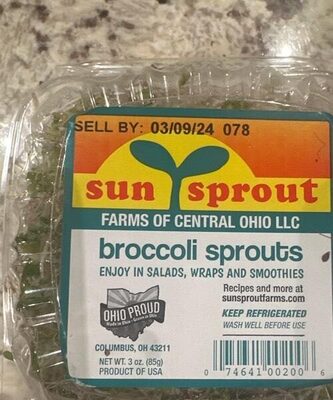 SELL BY: 03/09/24 078
sun sprout
FARMS OF CENTRAL OHIO LLC
broccoli sprouts
ENJOY IN SALADS, WRAPS AND SMOOTHIES
Recipes and more at
sunsproutfarms.com
OHIO PROUD
KEEP REFRIGERATED
WASH WELL BEFORE USE
COLUMBUS, OH 43211
NET WT. 3 oz. (85g)
PRODUCT OF USA
0 74641 00200 6